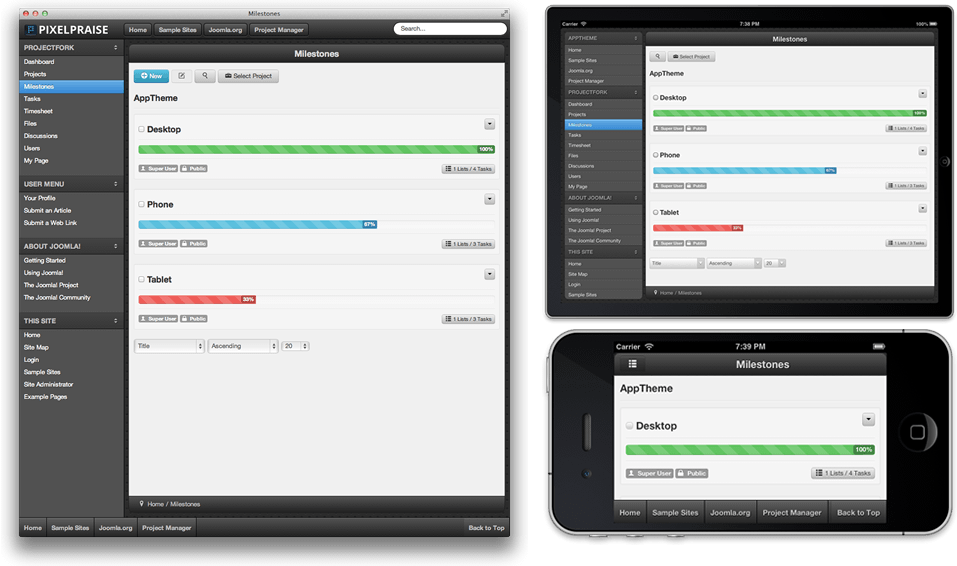 Milestones
PIXELPRAISE
Home
Sample Sites
Joomla.org
Project Manager
Search...
PROJECTFORK
Dashboard
Projects
Milestones
Tasks
Timesheet
Files
Discussions
Users
My Page
USER MENU
Your Profile
Submit an Article
Submit a Web Link
ABOUT JOOMLA!
Getting Started
Using Joomla!
The Joomla Project
The Joomla Community
THIS SITE
Home
Site Map
Login
Sample Sites
Site Administrator
Example Pages
Milestones
New
Select Project
AppTheme
Desktop
100%
Super User
Public
1 Lists / 4 Tasks
Phone
67%
Super User
Public
1 Lists / 3 Tasks
Tablet
33%
Super User
Public
1 Lists / 3 Tasks
Title
Ascending
20
Home / Milestones
Home
Sample Sites
Joomla.org
Project Manager
Back to Top
Carrier
7:38 PM
100%
APPTHEME
Home
Sample Sites
Joomla.org
Project Manager
PROJECTFORK
Dashboard
Projects
Milestones
Tasks
Timesheet
Files
Discussions
Users
My Page
ABOUT JOOMLA!
Getting Started
Using Joomla!
The Joomla Project
The Joomla Community
THIS SITE
Home
Site Map
Login
Sample Sites
Milestones
Select Project
AppTheme
Desktop
100%
Super User
Public
1 Lists / 4 Tasks
Phone
67%
Super User
Public
1 Lists / 3 Tasks
Tablet
33%
Super User
Public
1 Lists / 3 Tasks
Title
Ascending
20
Home / Milestones
Carrier
7:39 PM
Milestones
AppTheme
Desktop
100%
Super User
Public
1 Lists / 4 Tasks
Home
Sample Sites
Joomla.org
Project Manager
Back to Top